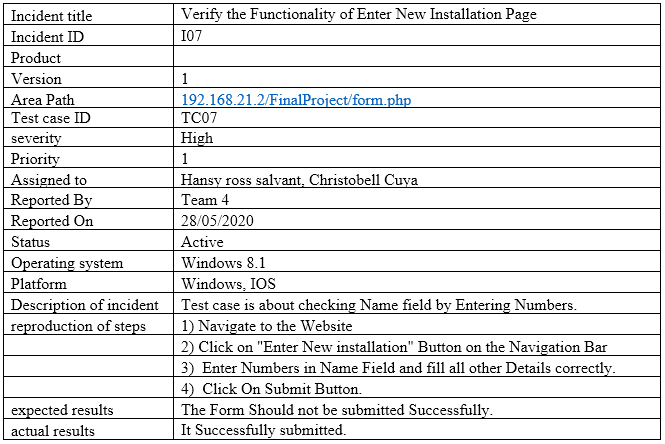 Incident title Verify the Functionality of Enter New Installation Page
Incident ID I07
Product
Version 1
Area Path 192.168.21.2/FinalProject/form.php
Test case ID TC07
severity High
Priority 1
Assigned to Hansy ross salvant, Christobell Cuya
Reported By Team 4
Reported On 28/05/2020
Status Active
Operating system Windows 8.1
Platform Windows, IOS
Description of incident Test case is about checking Name field by Entering Numbers.
reproduction of steps 1) Navigate to the Website
2) Click on "Enter New installation" Button on the Navigation Bar
3) Enter Numbers in Name Field and fill all other Details correctly.
4) Click On Submit Button.
expected results The Form Should not be submitted Successfully.
actual results It Successfully submitted.